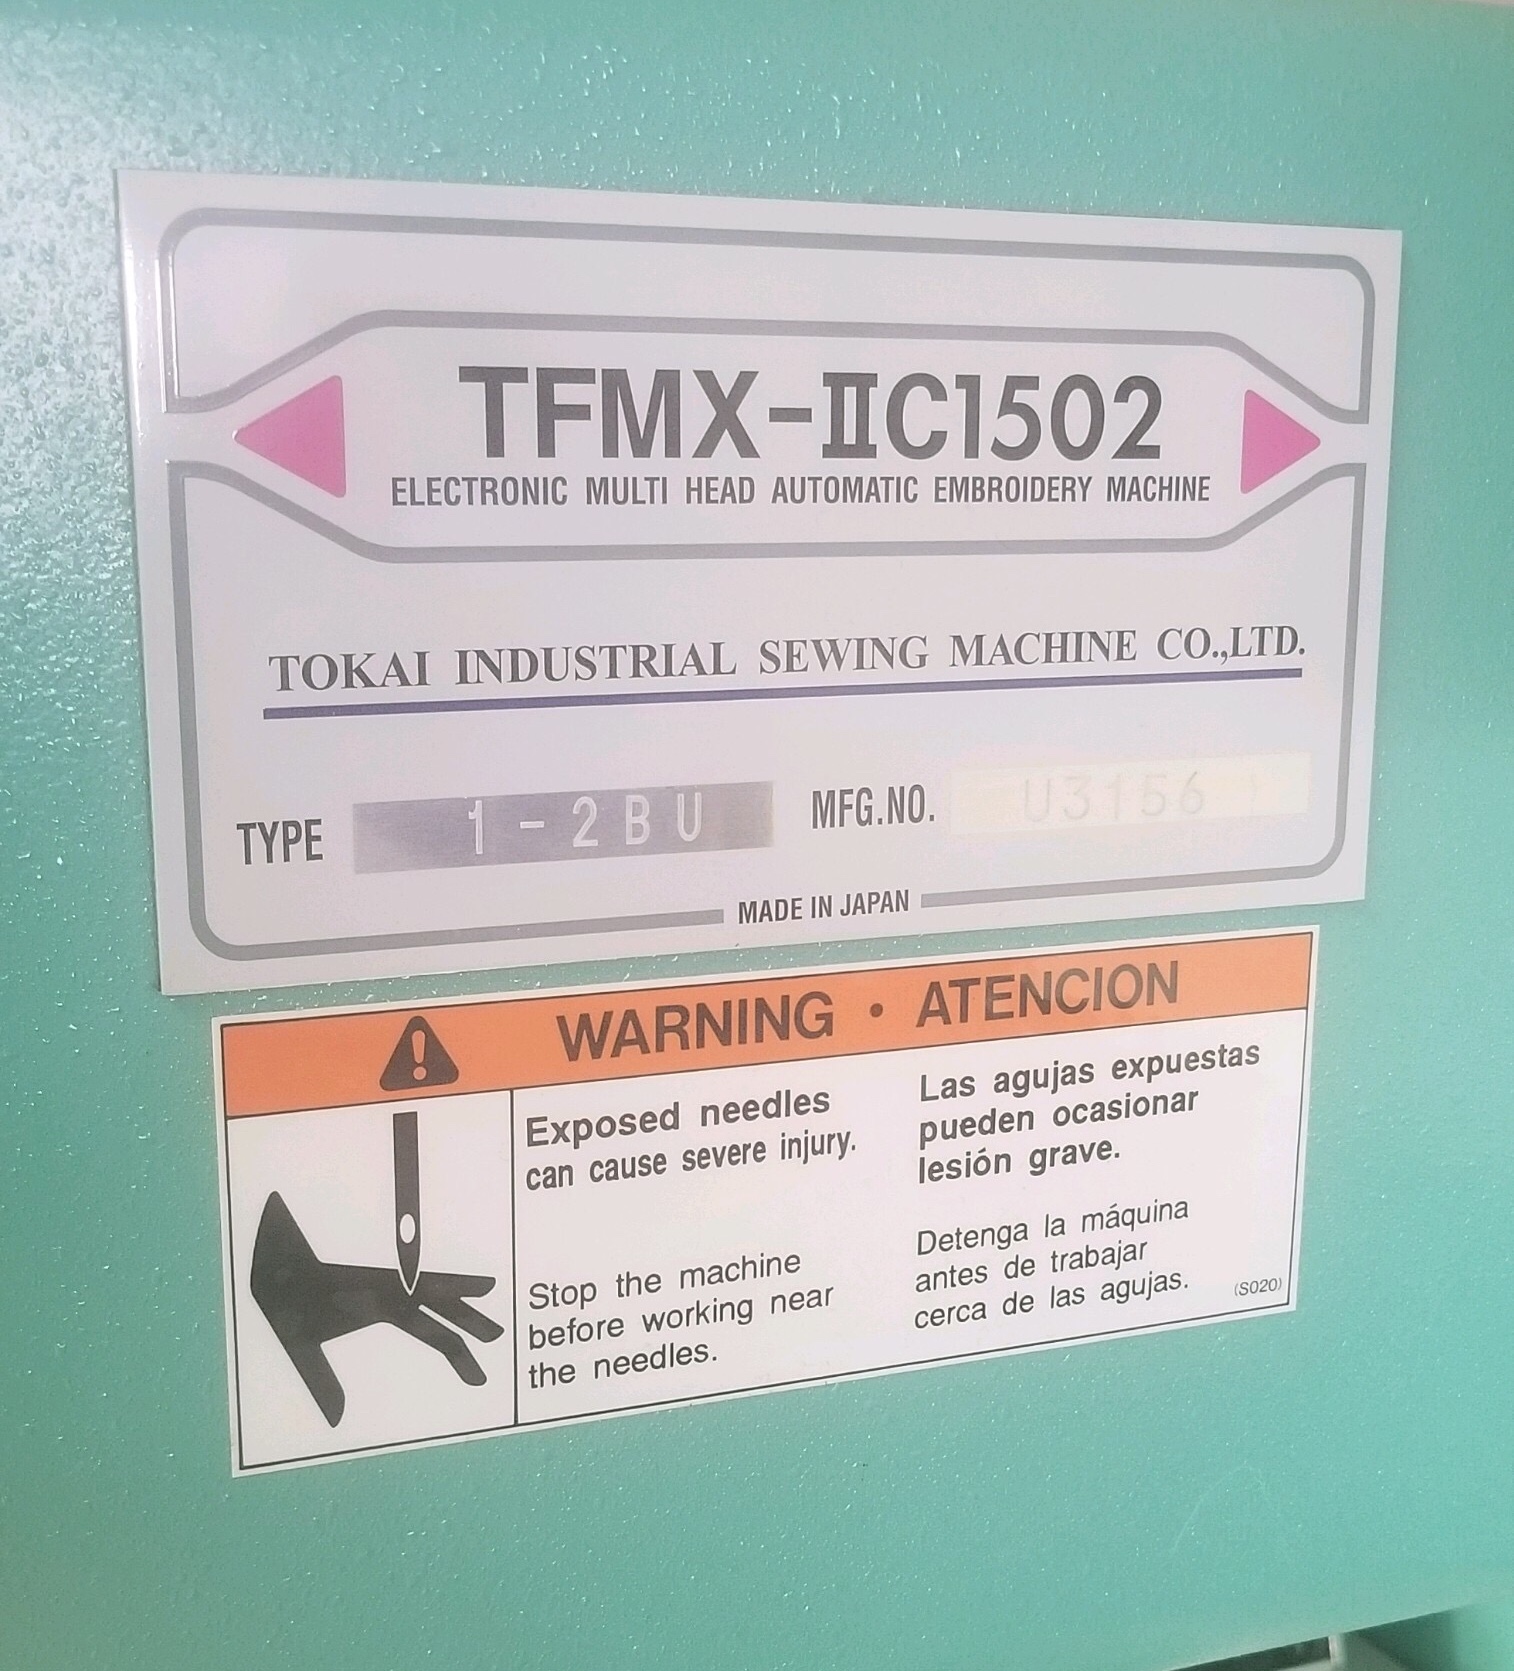 TFMX-IIC1502
ELECTRONIC MULTI HEAD AUTOMATIC EMBROIDERY MACHINE
TOKAI INDUSTRIAL SEWING MACHINE CO.,LTD.
TYPE 1-2BU MFG.NO. U3156
MADE IN JAPAN
WARNING · ATENCION
Exposed needles
can cause severe injury.
Stop the machine
before working near
the needles.
Las agujas expuestas
pueden ocasionar
lesión grave.
Detenga la máquina
antes de trabajar
cerca de las agujas.
(S020)